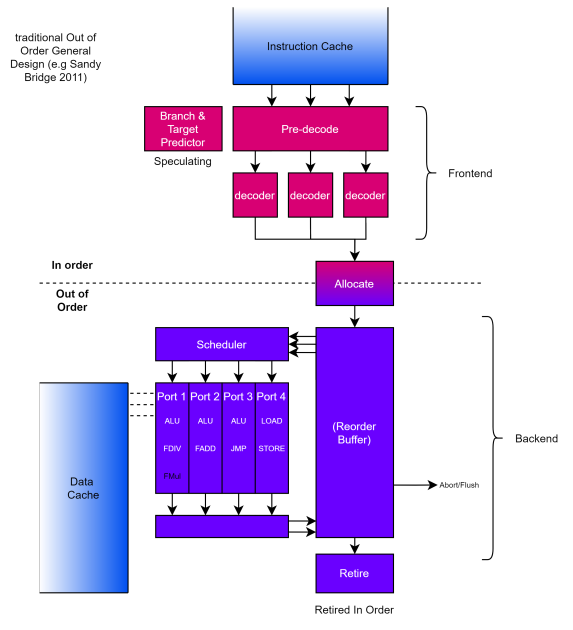 traditional Out of
Order General
Design (e.g Sandy
Bridge 2011)
Instruction Cache
Branch &
Target
Predictor
Speculating
Pre-decode
decoder
decoder
decoder
Frontend
In order
Out of
Order
Allocate
Scheduler
Port 1
ALU
FDIV
FMul
Port 2
ALU
FADD
Port 3
ALU
JMP
Port 4
LOAD
STORE
(Reorder
Buffer)
Backend
Data
Cache
Abort/Flush
Retire
Retired In Order